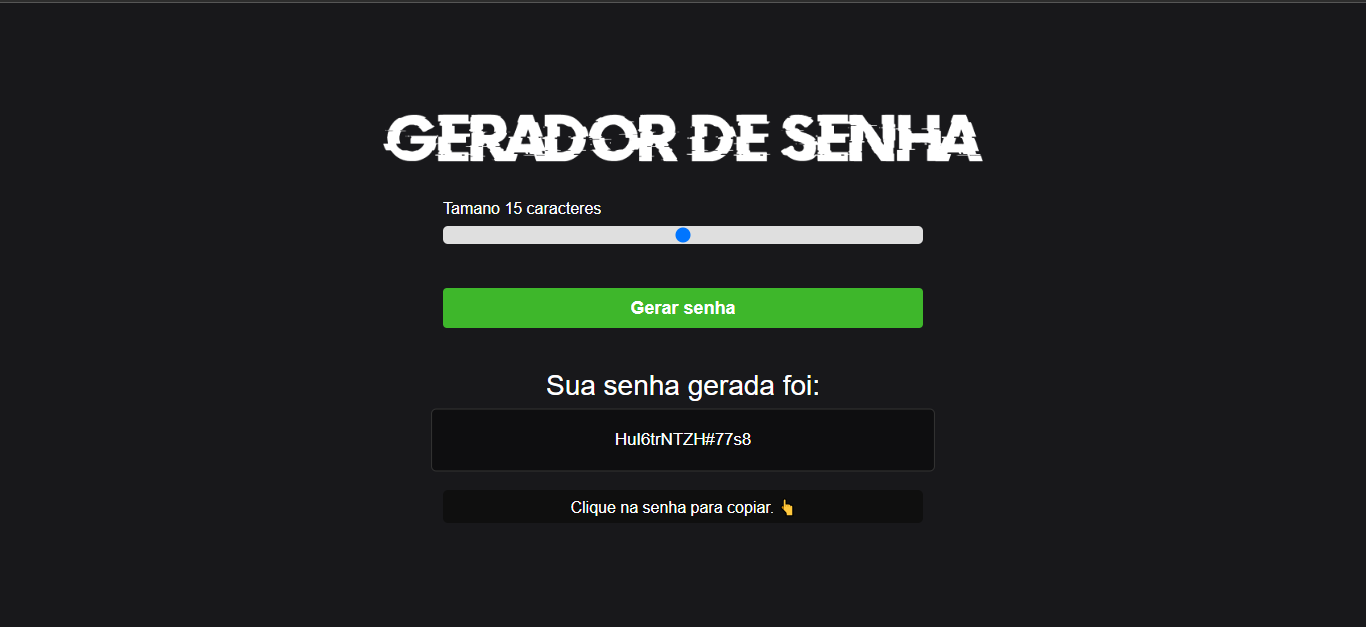 GERADOR DE SENHA
Tamano 15 caracteres
Gerar senha
Sua senha gerada foi:
Hul6trNTZH#77s8
Clique na senha para copiar. 👆